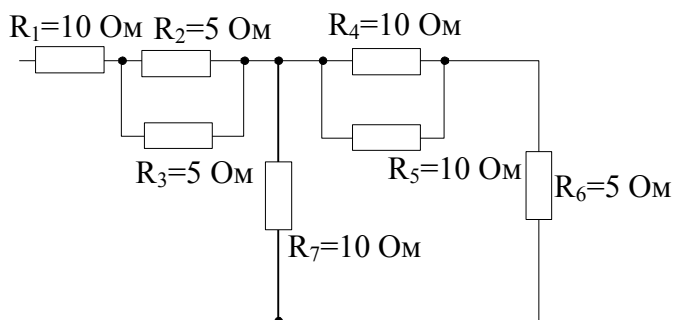 R₁=10 Ом
R₂=5 Ом
R₄=10 Ом
R₃=5 Ом
R₅=10 Ом
R₆=5 Ом
R₇=10 Ом